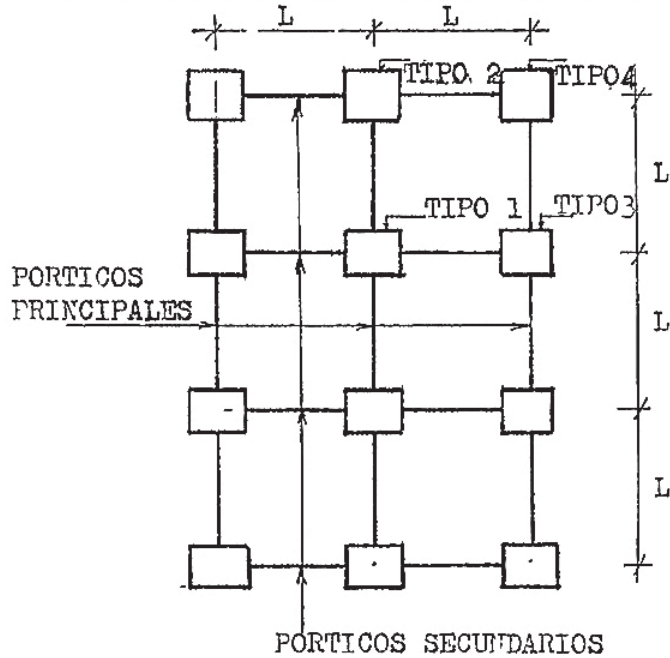 L L
TIPO 2 TIPO4
L
TIPO 1 TIPO3
PORTICOS
PRINCIPALES
L
L
PORTICOS SECUNDARIOS